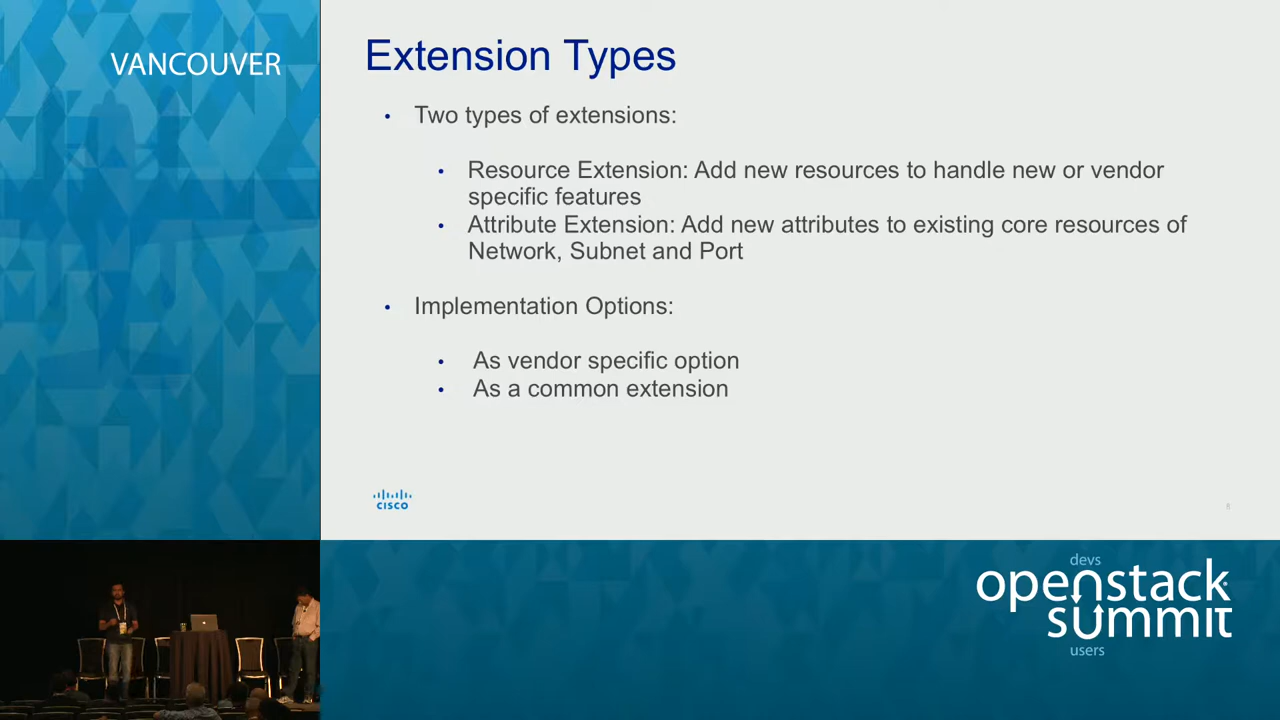 VANCOUVER
Extension Types
• Two types of extensions:
• Resource Extension: Add new resources to handle new or vendor
specific features
• Attribute Extension: Add new attributes to existing core resources of
Network, Subnet and Port
• Implementation Options:
• As vendor specific option
• As a common extension
CISCO
devs
openstack
summit
users